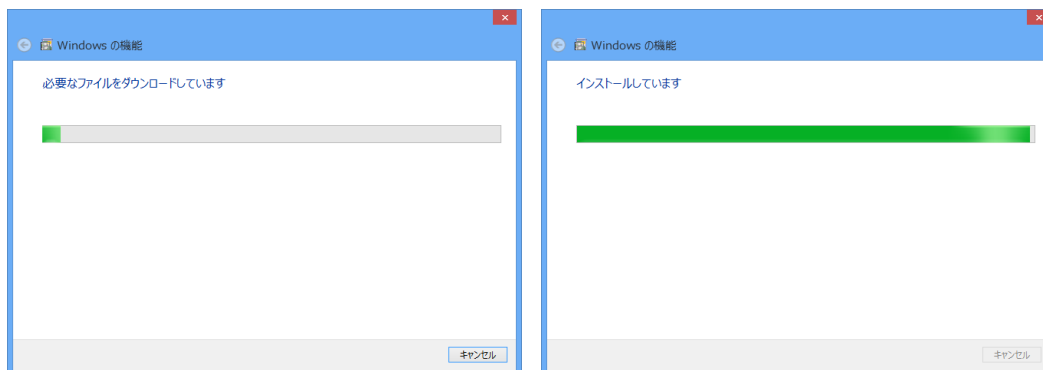 Windows の機能
必要なファイルをダウンロードしています
キャンセル
Windows の機能
インストールしています
キャンセル